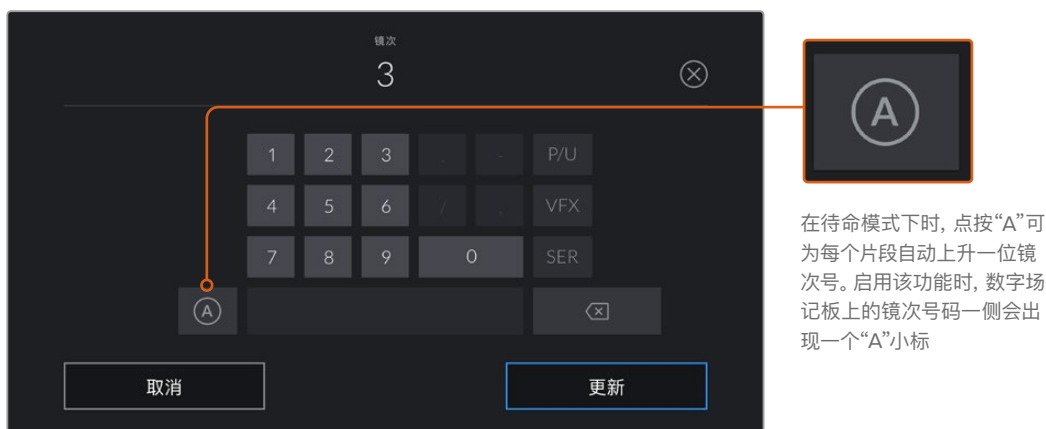 镜次
3
1 2 3 . - P/U
4 5 6 / , VFX
7 8 9 0 SER
A
取消 更新
A
在待命模式下时, 点按“A”可
为每个片段自动上升一位镜
次号。启用该功能时, 数字场
记板上的镜次号码一侧会出
现一个“A”小标